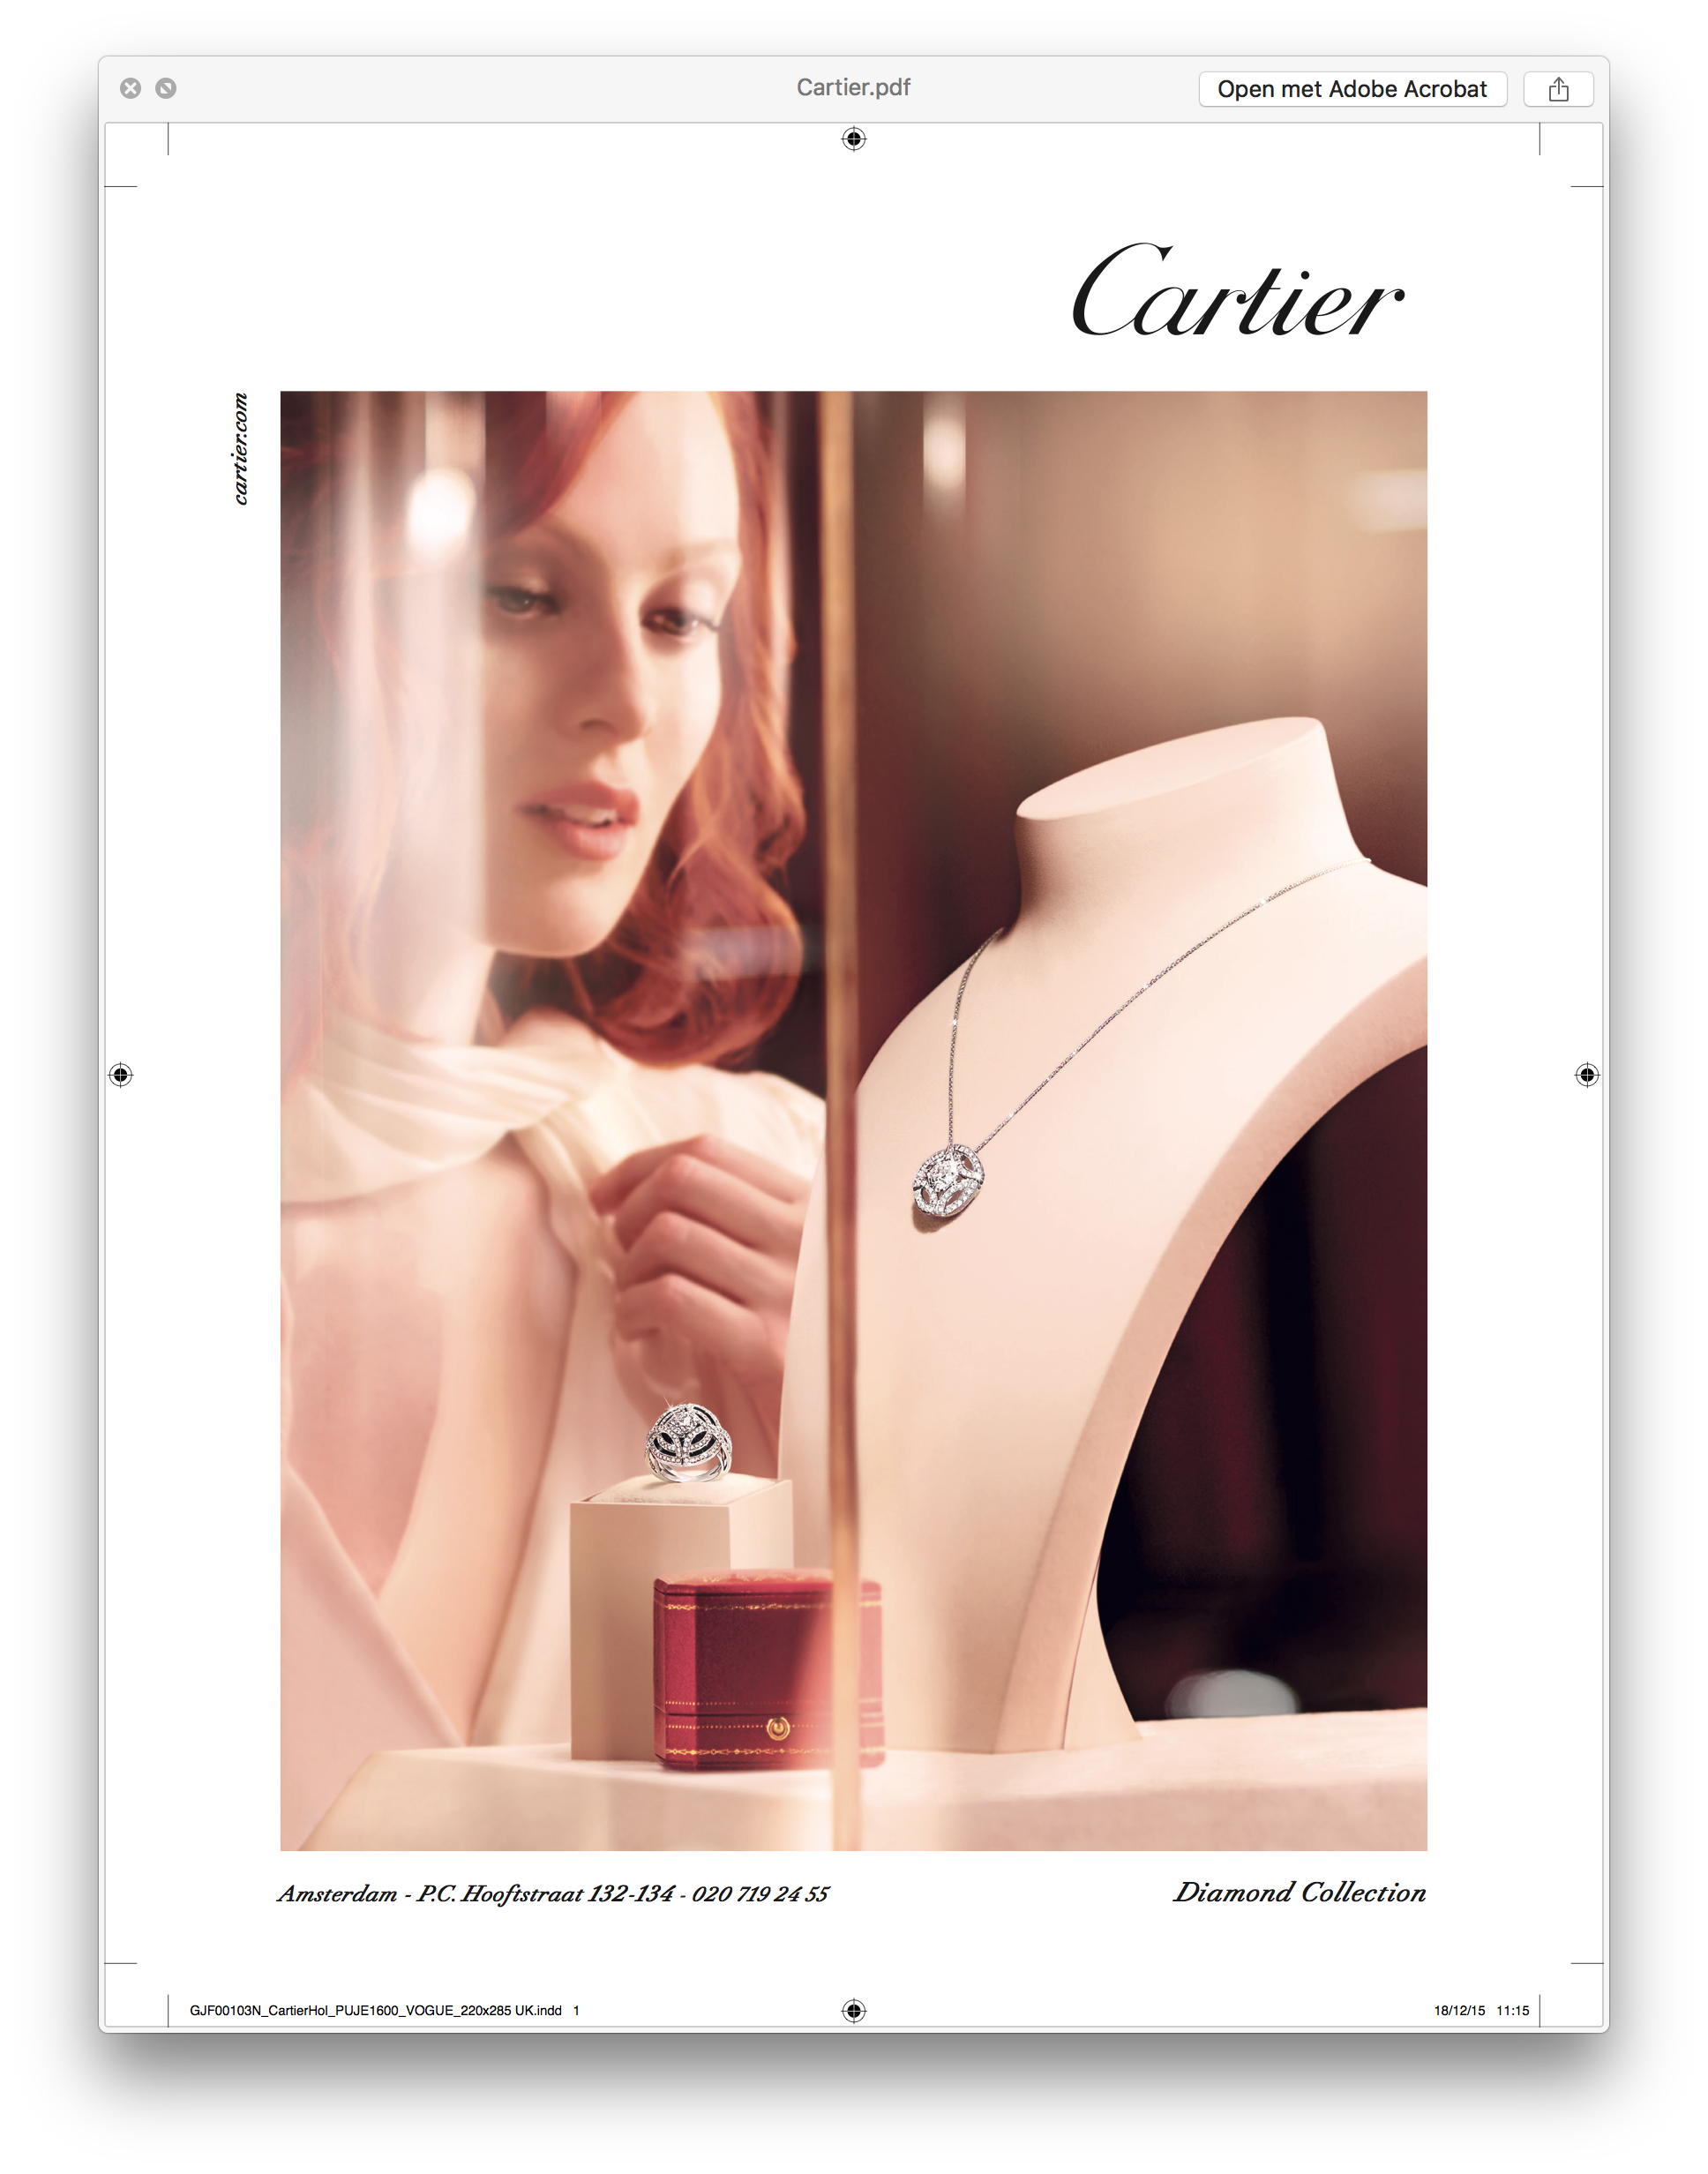 Cartier.pdf
Open met Adobe Acrobat
Cartier
cartier.com
Amsterdam - P.C. Hooftstraat 132-134 - 020 719 24 55
Diamond Collection
GJF00103N_CartierHol_PUJE1600_VOGUE_220x285 UK.indd 1
18/12/15 11:15